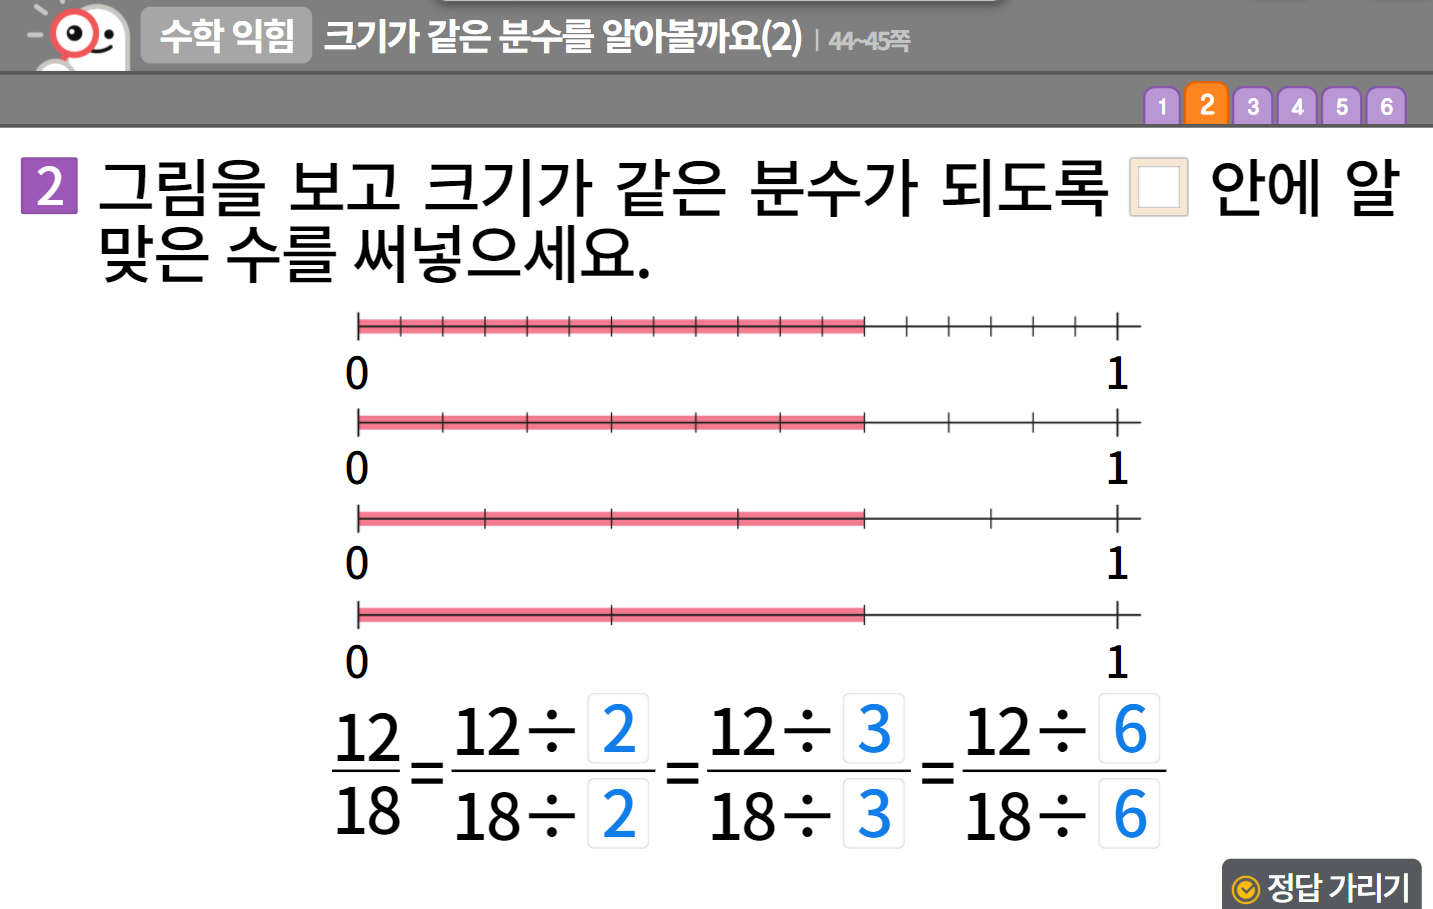 수학 익힘 크기가 같은 분수를 알아볼까요(2) | 44~45쪽
1 2 3 4 5 6
2 그림을 보고 크기가 같은 분수가 되도록 □ 안에 알
맞은 수를 써넣으세요.
0 1
0 1
0 1
0 1
12/18 = 12÷2/18÷2 = 12÷3/18÷3 = 12÷6/18÷6
정답 가리기